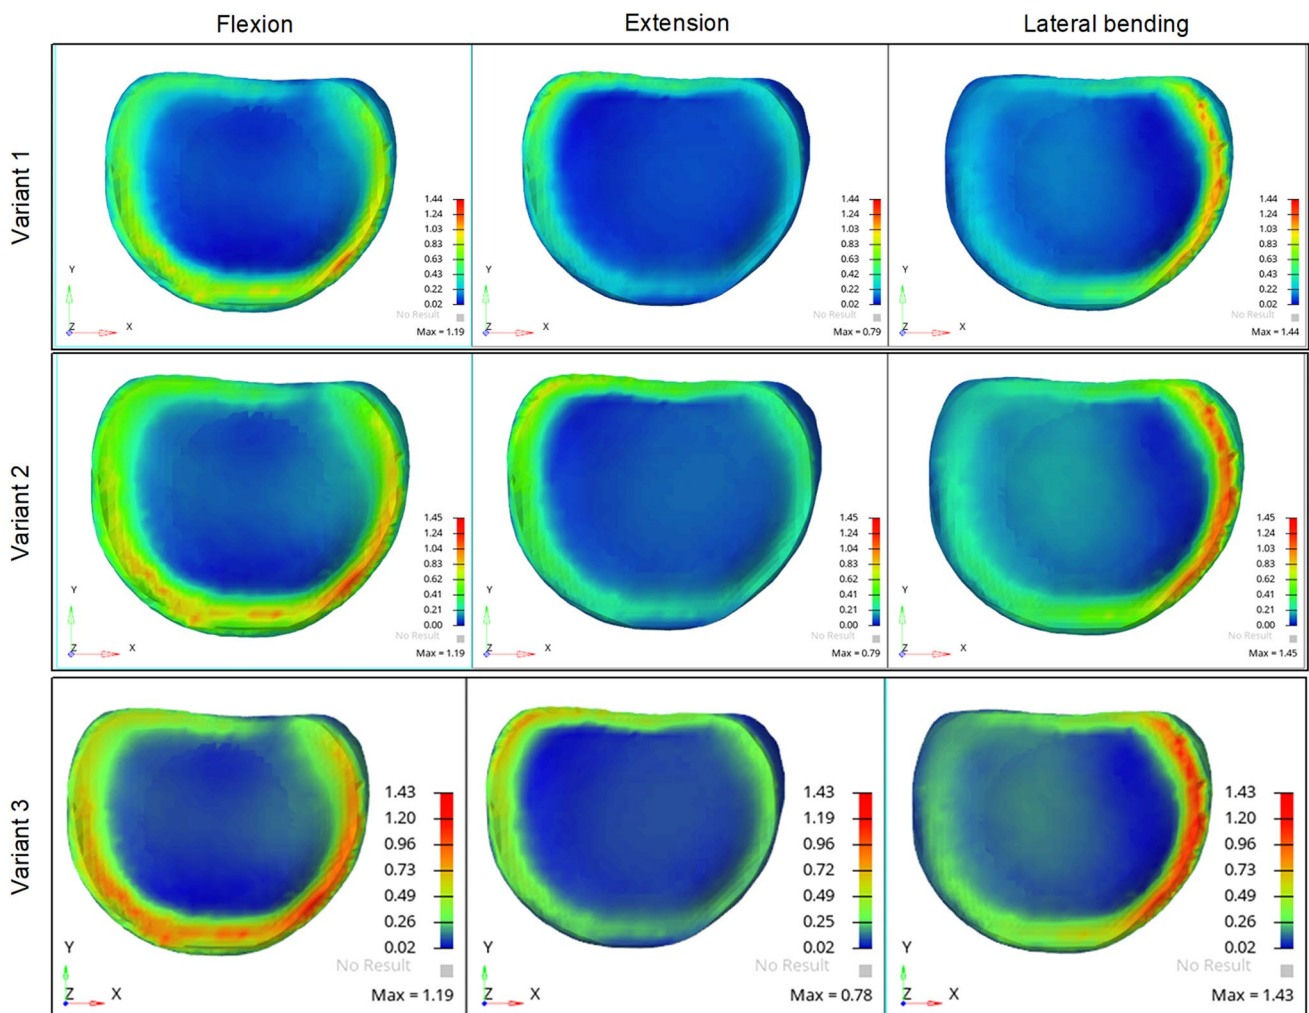 Flexion
Extension
Lateral bending
Variant 1
1.44
1.24
1.03
0.83
0.63
0.43
0.22
0.02
No Result
Max = 1.19
Y
Z
X
1.44
1.24
1.03
0.83
0.63
0.43
0.22
0.02
No Result
Max = 0.79
Y
Z
X
1.44
1.24
1.03
0.83
0.63
0.43
0.22
0.02
No Result
Max = 1.44
Y
Z
X
Variant 2
1.45
1.24
1.04
0.83
0.62
0.41
0.21
0.00
No Result
Max = 1.19
Y
Z
X
1.45
1.24
1.04
0.83
0.62
0.41
0.21
0.00
No Result
Max = 0.79
Y
Z
X
1.45
1.24
1.04
0.83
0.62
0.41
0.21
0.00
No Result
Max = 1.45
Y
Z
X
Variant 3
1.43
1.20
0.96
0.73
0.49
0.26
0.02
No Result
Max = 1.19
Y
Z
X
1.43
1.19
0.96
0.72
0.49
0.25
0.02
No Result
Max = 0.78
Y
Z
X
1.43
1.20
0.96
0.73
0.49
0.26
0.02
No Result
Max = 1.43
Y
Z
X